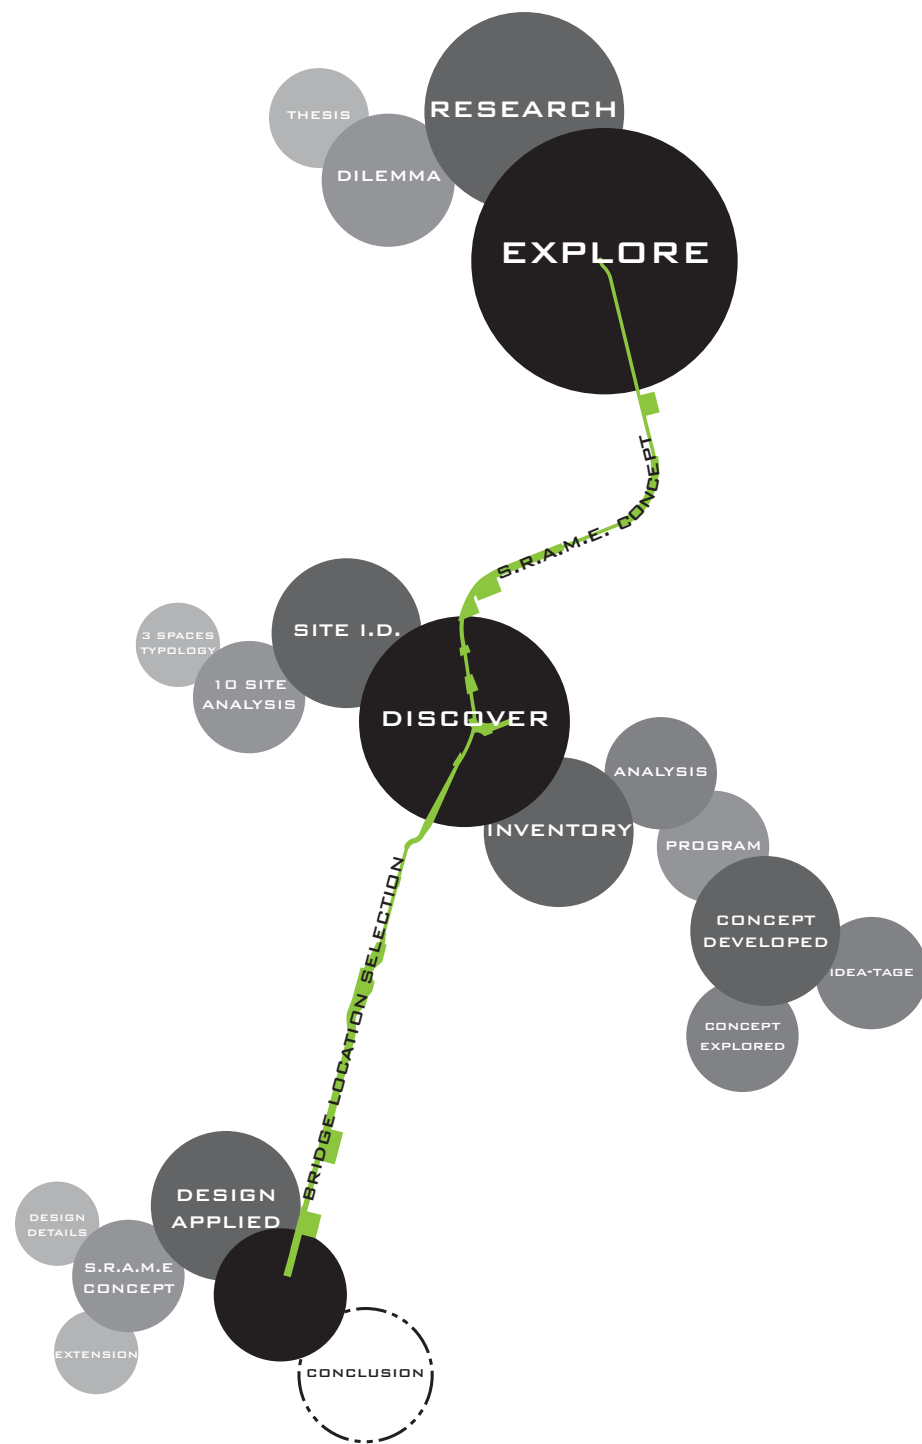 RESEARCH
THESIS
DILEMMA
EXPLORE
S.R.A.M.E. CONCEPT
SITE I.D.
3 SPACES
TYPOLOGY
10 SITE
ANALYSIS
DISCOVER
ANALYSIS
INVENTORY
PROGRAM
CONCEPT
DEVELOPED
IDEA-TAGE
CONCEPT
EXPLORED
BRIDGE LOCATION SELECTION
DESIGN
APPLIED
DESIGN
DETAILS
S.R.A.M.E
CONCEPT
EXTENSION
CONCLUSION